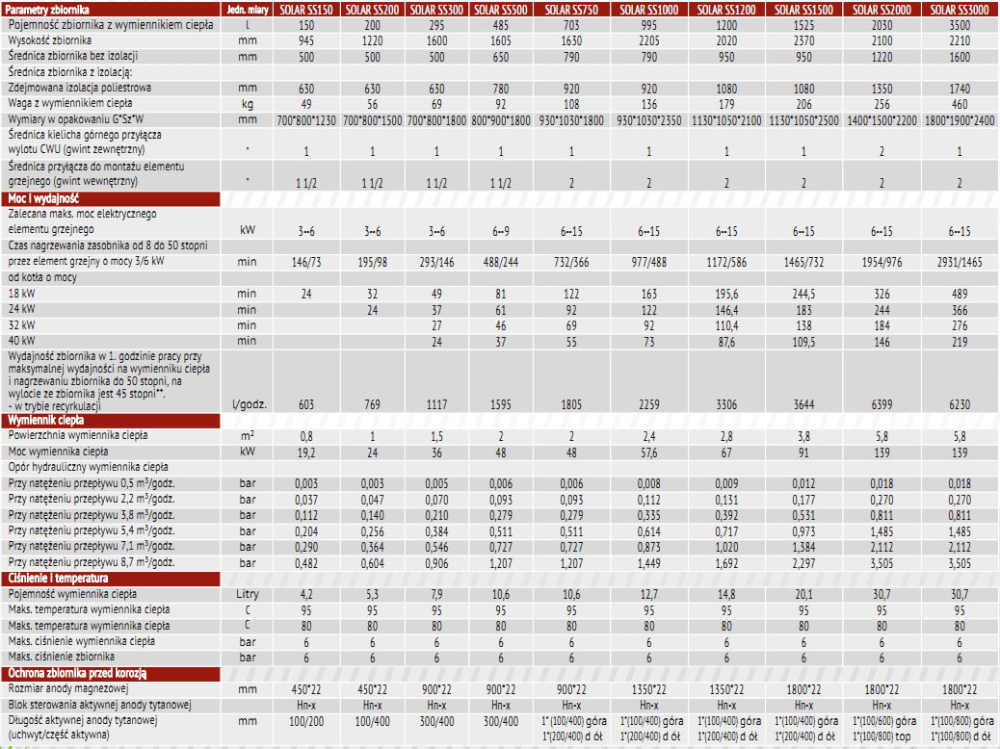 Parametry zbiornika Jedn. miary SOLAR SS150 SOLAR SS200 SOLAR SS300 SOLAR SS500 SOLAR SS750 SOLAR SS1000 SOLAR SS1200 SOLAR SS1500 SOLAR SS2000 SOLAR SS3000
Pojemność zbiornika z wymiennikiem ciepła l 150 200 295 485 703 995 1200 1525 2030 3500
Wysokość zbiornika mm 945 1220 1600 1605 1630 2205 2020 2370 2100 2210
Średnica zbiornika bez izolacji mm 500 500 500 650 790 790 950 950 1220 1600
Średnica zbiornika z izolacją:
Zdejmowana izolacja poliestrowa mm 630 630 630 780 920 920 1080 1080 1350 1740
Waga z wymiennikiem ciepła kg 49 56 69 92 108 136 179 206 256 460
Wymiary w opakowaniu G*Sz*W mm 700*800*1230 700*800*1500 700*800*1800 800*900*1800 930*1030*1800 930*1030*2350 1130*1050*2100 1130*1050*2500 1400*1500*2200 1800*1900*2400
Średnica kielicha górnego przyłącza
wylotu CWU (gwint zewnętrzny) " 1 1 1 1 1 1 1 1 2 1
Średnica przyłącza do montażu elementu
grzejnego (gwint wewnętrzny) " 1 1/2 1 1/2 1 1/2 1 1/2 2 2 2 2 2 2
Moc i wydajność
Zalecana maks. moc elektrycznego
elementu grzejnego kW 3--6 3--6 3--6 6--9 6--15 6--15 6--15 6--15 6--15 6--15
Czas nagrzewania zasobnika od 8 do 50 stopni
przez element grzejny o mocy 3/6 kW min 146/73 195/98 293/146 488/244 732/366 977/488 1172/586 1465/732 1954/976 2931/1465
od kotła o mocy
18 kW min 24 32 49 81 122 163 195,6 244,5 326 489
24 kW min 24 37 61 92 122 146,4 183 244 366
32 kW min 27 46 69 92 110,4 138 184 276
40 kW min 24 37 55 73 87,6 109,5 146 219
Wydajność zbiornika w 1. godzinie pracy przy
maksymalnej wydajności na wymienniku ciepła
i nagrzewaniu zbiornika do 50 stopni, na
wylocie ze zbiornika jest 45 stopni**.
- w trybie recyrkulacji l/godz. 603 769 1117 1595 1805 2259 3306 3644 6399 6230
Wymiennik ciepła
Powierzchnia wymiennika ciepła m² 0,8 1 1,5 2 2 2,4 2,8 3,8 5,8 5,8
Moc wymiennika ciepła kW 19,2 24 36 48 48 57,6 67 91 139 139
Opór hydrauliczny wymiennika ciepła
Przy natężeniu przepływu 0,5 m³/godz. bar 0,003 0,003 0,005 0,006 0,006 0,008 0,009 0,012 0,018 0,018
Przy natężeniu przepływu 2,2 m³/godz. bar 0,037 0,047 0,070 0,093 0,093 0,112 0,131 0,177 0,270 0,270
Przy natężeniu przepływu 3,8 m³/godz. bar 0,112 0,140 0,210 0,279 0,279 0,335 0,392 0,531 0,811 0,811
Przy natężeniu przepływu 5,4 m³/godz. bar 0,204 0,256 0,384 0,511 0,511 0,614 0,717 0,973 1,485 1,485
Przy natężeniu przepływu 7,1 m³/godz. bar 0,290 0,364 0,546 0,727 0,727 0,873 1,020 1,384 2,112 2,112
Przy natężeniu przepływu 8,7 m³/godz. bar 0,482 0,604 0,906 1,207 1,207 1,449 1,692 2,297 3,505 3,505
Ciśnienie i temperatura
Pojemność wymiennika ciepła Litry 4,2 5,3 7,9 10,6 10,6 12,7 14,8 20,1 30,7 30,7
Maks. temperatura wymiennika ciepła C 95 95 95 95 95 95 95 95 95 95
Maks. temperatura wymiennika ciepła C 80 80 80 80 80 80 80 80 80 80
Maks. ciśnienie wymiennika ciepła bar 6 6 6 6 6 6 6 6 6 6
Maks. ciśnienie zbiornika bar 6 6 6 6 6 6 6 6 6 6
Ochrona zbiornika przed korozją
Rozmiar anody magnezowej mm 450*22 450*22 900*22 900*22 900*22 1350*22 1350*22 1800*22 1800*22 1800*22
Blok sterowania aktywnej anody tytanowej Hn-x Hn-x Hn-x Hn-x Hn-x Hn-x Hn-x Hn-x Hn-x Hn-x
Długość aktywnej anody tytanowej mm 100/200 100/400 300/400 300/400 1*(100/400) góra 1*(100/400) góra 1*(100/400) góra 1*(100/400) góra 1*(100/600) góra 1*(100/800) góra
(uchwyt/część aktywna) 1*(200/400) d ół 1*(200/400) d ół 1*(200/400) d ół 1*(200/400) d ół 1*(100/800) top 1*(100/800) d ół